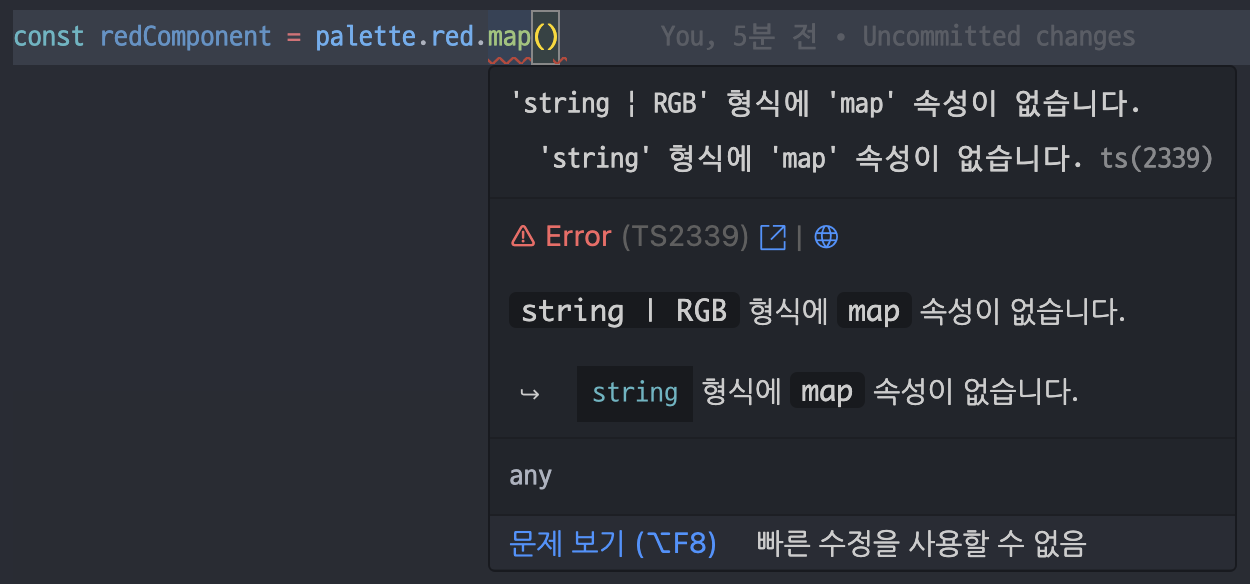 const redComponent = palette.red.map() You, 5분 전 • Uncommitted changes
'string | RGB' 형식에 'map' 속성이 없습니다.
'string' 형식에 'map' 속성이 없습니다. ts(2339)
Error (TS2339) |
string | RGB 형식에 map 속성이 없습니다.
↪ string 형식에 map 속성이 없습니다.
any
문제 보기 (⌥F8) 빠른 수정을 사용할 수 없음